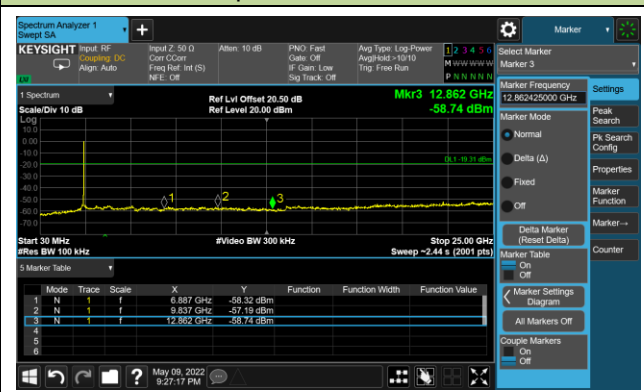 Spectrum Analyzer 1
Swept SA
Marker
KEYSIGHT
Input: RF
Coupling: DC
Align: Auto
Input Z: 50 Ω
Corr CCorr
Freq Ref: Int (S)
NFE: Off
Atten: 10 dB
PNO: Fast
Gate: Off
IF Gain: Low
Sig Track: Off
Avg Type: Log-Power
Avg|Hold:>10/10
Trig: Free Run
1 2 3 4 5 6
M W W W W W
P N N N N N
Select Marker
Marker 3
1 Spectrum
Scale/Div 10 dB
Log
Ref Lvl Offset 20.50 dB
Ref Level 20.00 dBm
Mkr3 12.862 GHz
-58.74 dBm
10.0
0.00
-10.0
-20.0
-30.0
-40.0
-50.0
-60.0
-70.0
DL1 -19.31 dBm
1
2
3
Start 30 MHz
#Res BW 100 kHz
#Video BW 300 kHz
Stop 25.00 GHz
Sweep ~2.44 s (2001 pts)
5 Marker Table
Mode Trace Scale X Y Function Function Width Function Value
1 N 1 f 6.887 GHz -58.32 dBm
2 N 1 f 9.837 GHz -57.19 dBm
3 N 1 f 12.862 GHz -58.74 dBm
4
5
6
Marker Frequency
12.862425000 GHz
Marker Mode
Normal
Delta (Δ)
Fixed
Off
Delta Marker
(Reset Delta)
Marker Table
On
Off
Marker Settings
Diagram
All Markers Off
Couple Markers
On
Off
Settings
Peak
Search
Pk Search
Config
Properties
Marker
Function
Marker→
Counter
?
May 09, 2022
9:27:17 PM